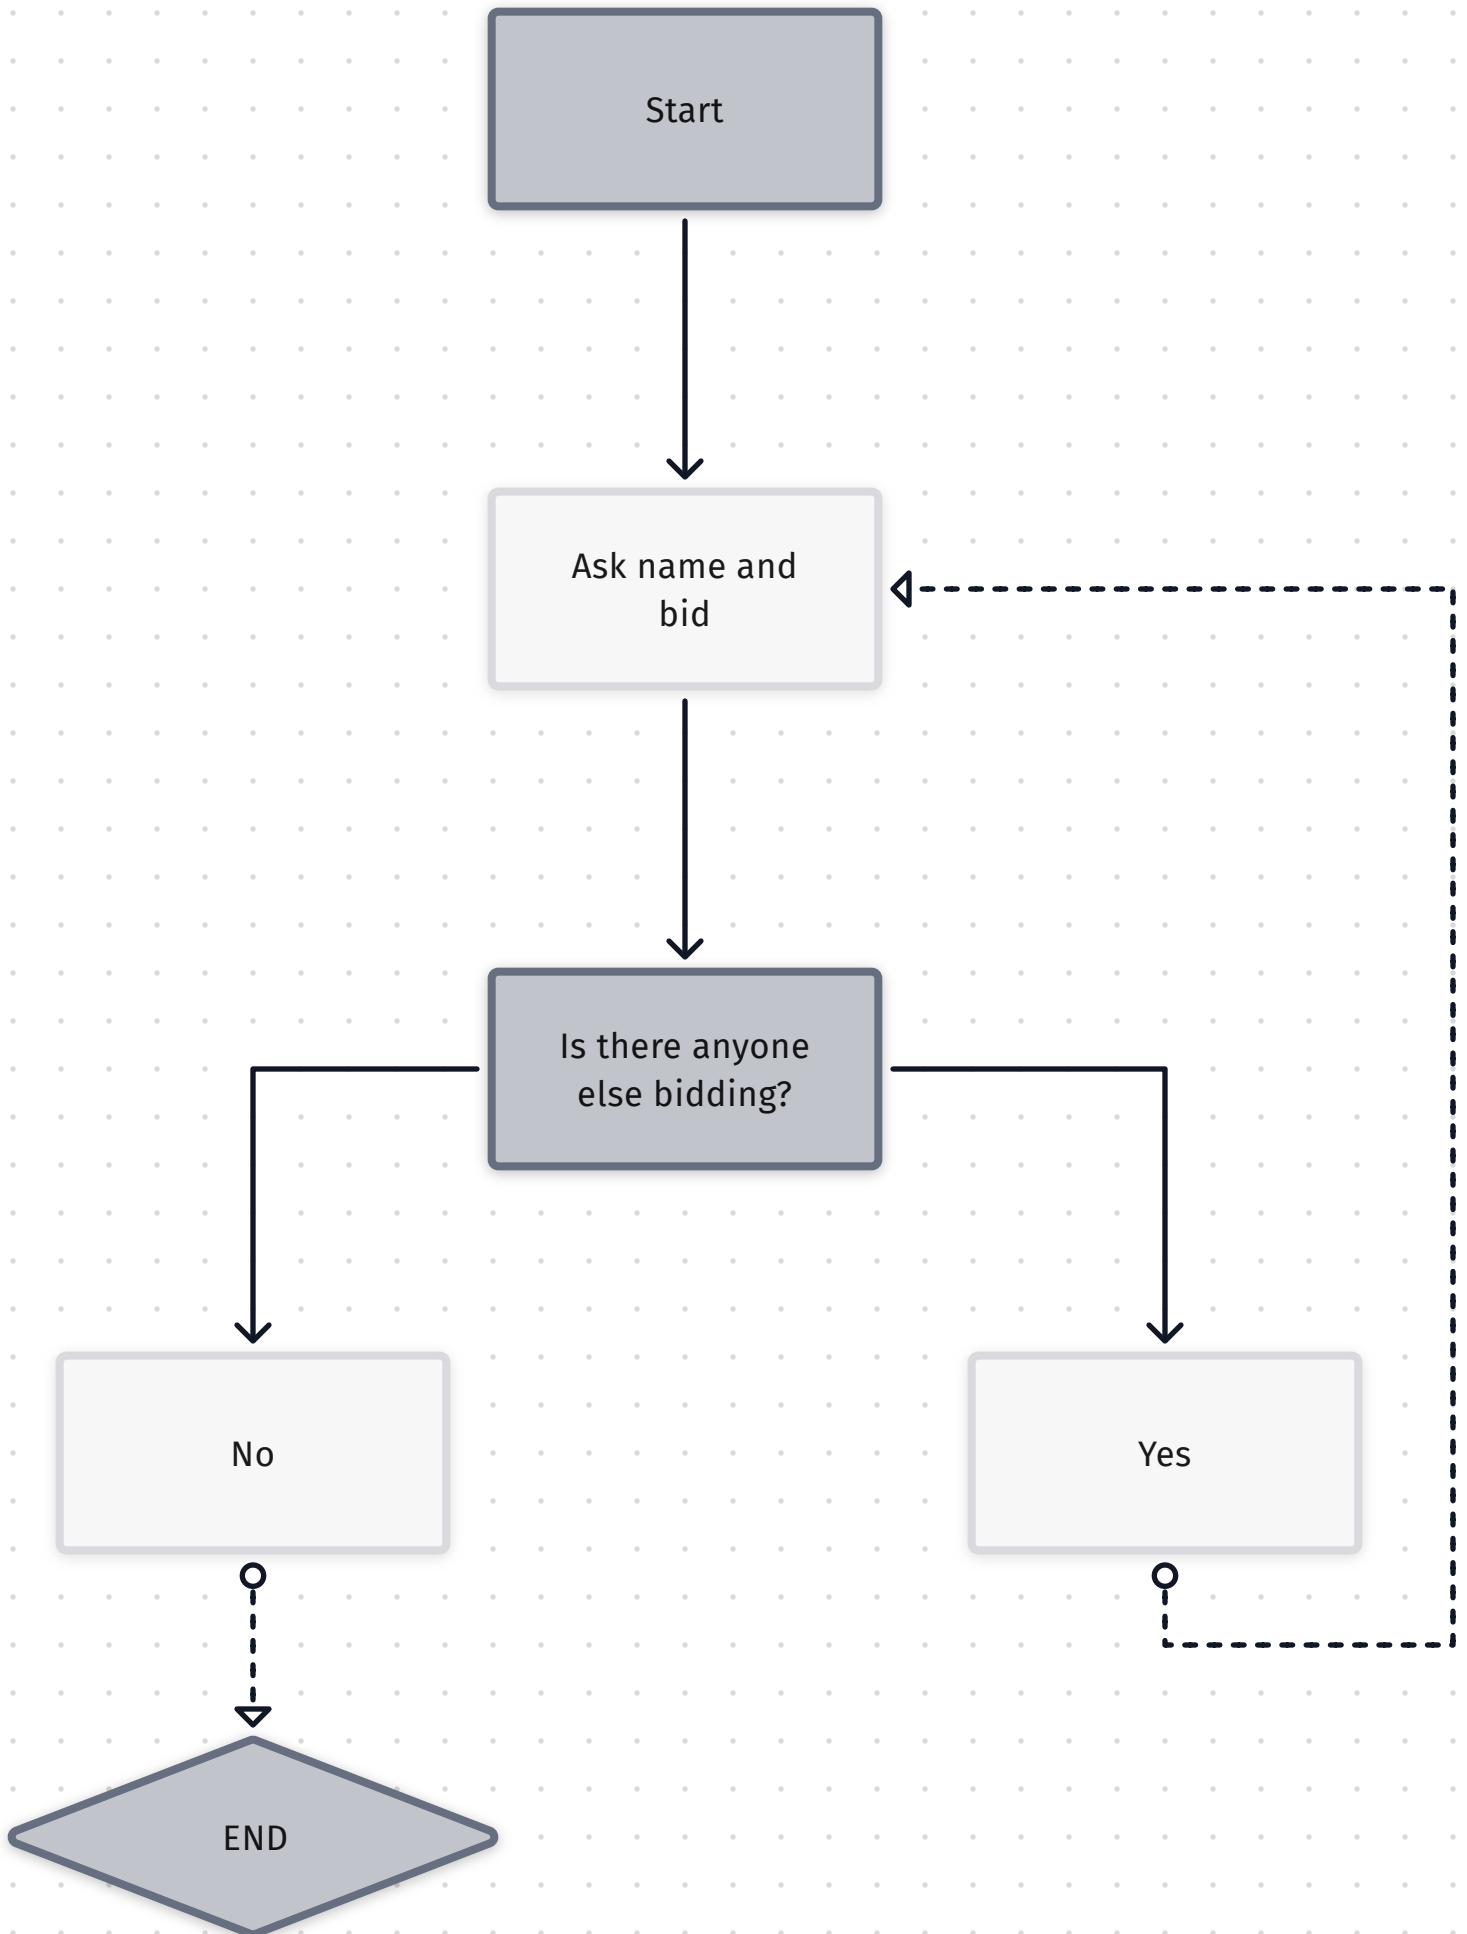 Start
Ask name and
bid
Is there anyone
else bidding?
No
Yes
END